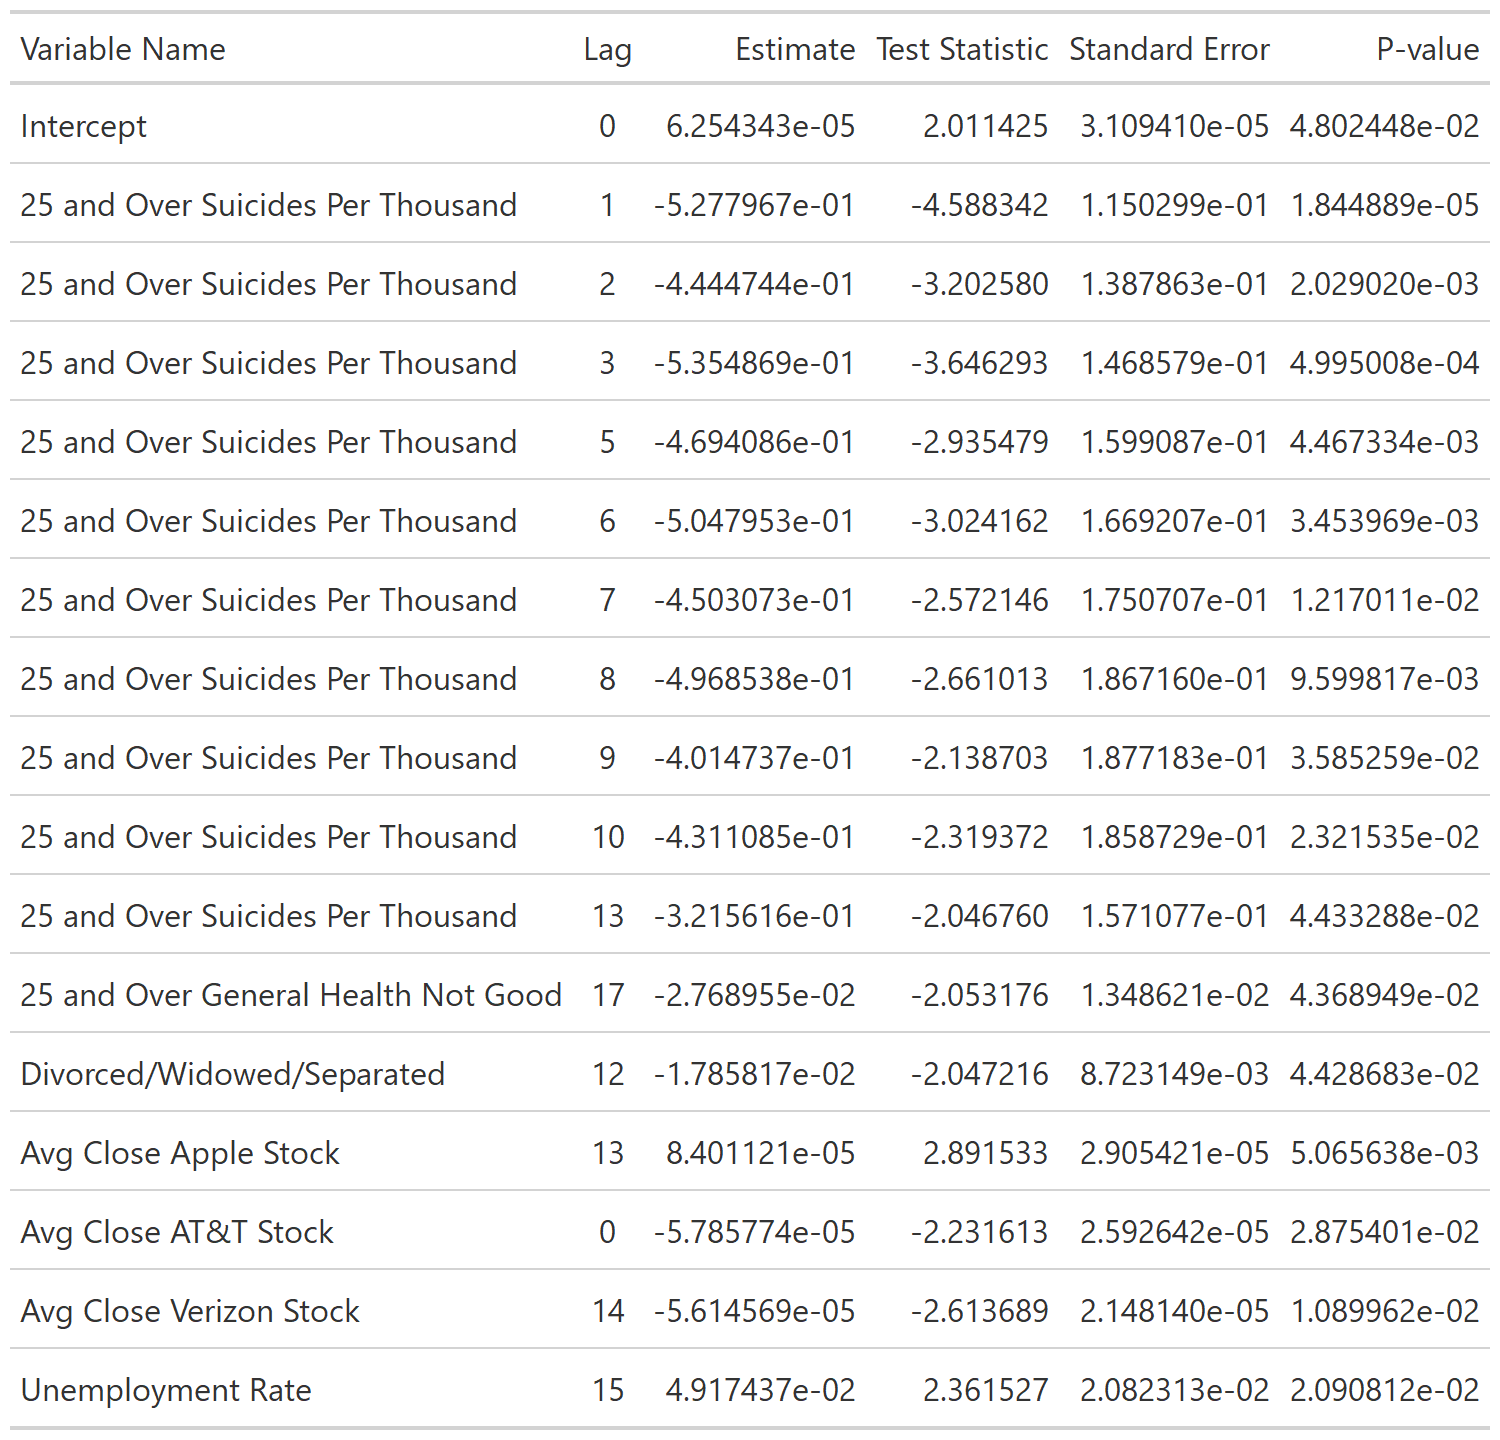 Variable Name Lag Estimate Test Statistic Standard Error P-value
Intercept 0 6.254343e-05 2.011425 3.109410e-05 4.802448e-02
25 and Over Suicides Per Thousand 1 -5.277967e-01 -4.588342 1.150299e-01 1.844889e-05
25 and Over Suicides Per Thousand 2 -4.444744e-01 -3.202580 1.387863e-01 2.029020e-03
25 and Over Suicides Per Thousand 3 -5.354869e-01 -3.646293 1.468579e-01 4.995008e-04
25 and Over Suicides Per Thousand 5 -4.694086e-01 -2.935479 1.599087e-01 4.467334e-03
25 and Over Suicides Per Thousand 6 -5.047953e-01 -3.024162 1.669207e-01 3.453969e-03
25 and Over Suicides Per Thousand 7 -4.503073e-01 -2.572146 1.750707e-01 1.217011e-02
25 and Over Suicides Per Thousand 8 -4.968538e-01 -2.661013 1.867160e-01 9.599817e-03
25 and Over Suicides Per Thousand 9 -4.014737e-01 -2.138703 1.877183e-01 3.585259e-02
25 and Over Suicides Per Thousand 10 -4.311085e-01 -2.319372 1.858729e-01 2.321535e-02
25 and Over Suicides Per Thousand 13 -3.215616e-01 -2.046760 1.571077e-01 4.433288e-02
25 and Over General Health Not Good 17 -2.768955e-02 -2.053176 1.348621e-02 4.368949e-02
Divorced/Widowed/Separated 12 -1.785817e-02 -2.047216 8.723149e-03 4.428683e-02
Avg Close Apple Stock 13 8.401121e-05 2.891533 2.905421e-05 5.065638e-03
Avg Close AT&T Stock 0 -5.785774e-05 -2.231613 2.592642e-05 2.875401e-02
Avg Close Verizon Stock 14 -5.614569e-05 -2.613689 2.148140e-05 1.089962e-02
Unemployment Rate 15 4.917437e-02 2.361527 2.082313e-02 2.090812e-02